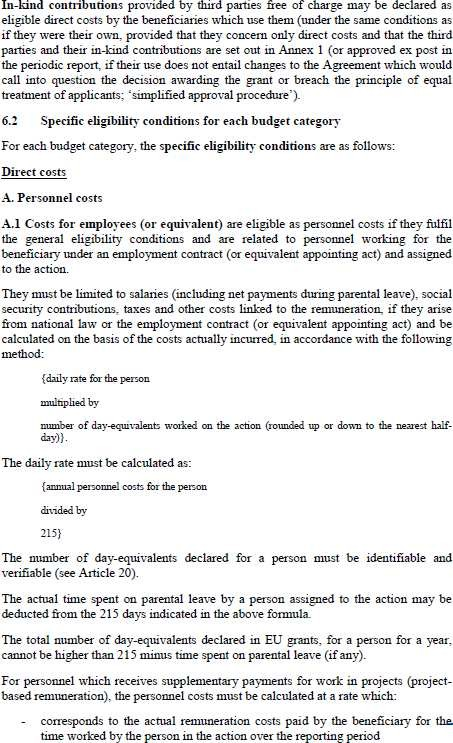 In-kind contributions provided by third parties free of charge may be declared as
eligible direct costs by the beneficiaries which use them (under the same conditions as
if they were their own, provided that they concern only direct costs and that the third
parties and their in-kind contributions are set out in Annex 1 (or approved ex post in
the periodic report, if their use does not entail changes to the Agreement which would
call into question the decision awarding the grant or breach the principle of equal
treatment of applicants; ‘simplified approval procedure’).
6.2 Specific eligibility conditions for each budget category
For each budget category, the specific eligibility conditions are as follows:
Direct costs
A. Personnel costs
A.1 Costs for employees (or equivalent) are eligible as personnel costs if they fulfil
the general eligibility conditions and are related to personnel working for the
beneficiary under an employment contract (or equivalent appointing act) and assigned
to the action.
They must be limited to salaries (including net payments during parental leave), social
security contributions, taxes and other costs linked to the remuneration, if they arise
from national law or the employment contract (or equivalent appointing act) and be
calculated on the basis of the costs actually incurred, in accordance with the following
method:
{daily rate for the person
multiplied by
number of day-equivalents worked on the action (rounded up or down to the nearest half-
day)}.
The daily rate must be calculated as:
{annual personnel costs for the person
divided by
215}
The number of day-equivalents declared for a person must be identifiable and
verifiable (see Article 20).
The actual time spent on parental leave by a person assigned to the action may be
deducted from the 215 days indicated in the above formula.
The total number of day-equivalents declared in EU grants, for a person for a year,
cannot be higher than 215 minus time spent on parental leave (if any).
For personnel which receives supplementary payments for work in projects (project-
based remuneration), the personnel costs must be calculated at a rate which:
- corresponds to the actual remuneration costs paid by the beneficiary for the
time worked by the person in the action over the reporting period